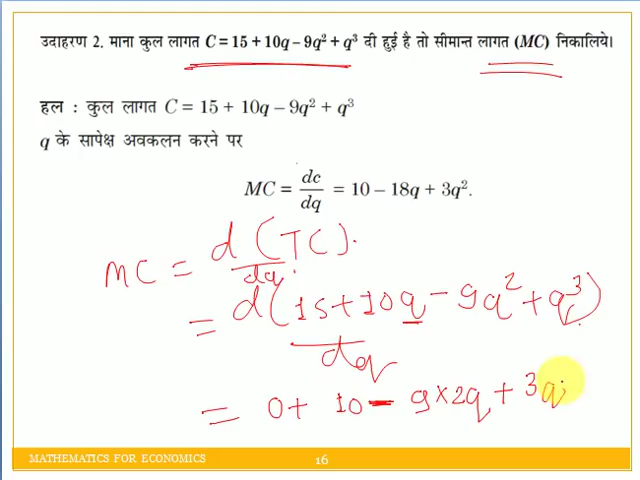 उदाहरण 2. माना कुल लागत C = 15 + 10q – 9q² + q³ दी हुई है तो सीमान्त लागत (MC) निकालिये।
हल : कुल लागत C = 15 + 10q – 9q² + q³
q के सापेक्ष अवकलन करने पर
MC = dc/dq = 10 – 18q + 3q².
MC = d (TC)./dq
= d(15+10q – 9q² + q³)/dq
= 0+ 10 – 9×2q + 3q
MATHEMATICS FOR ECONOMICS 16